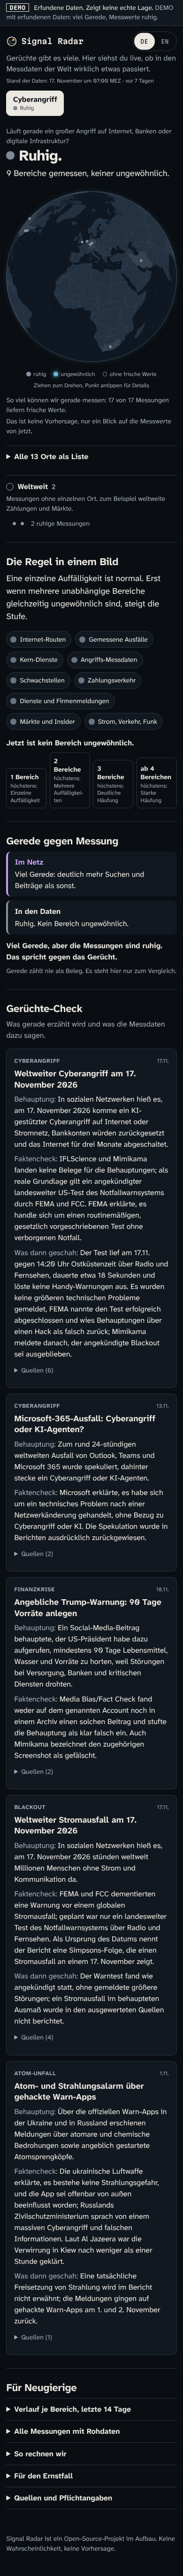 DEMO Erfundene Daten. Zeigt keine echte Lage. DEMO
mit erfundenen Daten: viel Gerede, Messwerte ruhig.
Signal Radar DE EN
Gerüchte gibt es viele. Hier siehst du, ob in den
Messdaten der Welt wirklich etwas passiert.
Stand der Daten: 17. November um 07:00 MEZ · vor 7 Tagen
Cyberangriff
Ruhig
Läuft gerade ein großer Angriff auf Internet, Banken oder
digitale Infrastruktur?
Ruhig.
9 Bereiche gemessen, keiner ungewöhnlich.
ruhig ungewöhnlich ohne frische Werte
Ziehen zum Drehen, Punkt antippen für Details
So viel können wir gerade messen: 17 von 17 Messungen
liefern frische Werte.
Das ist keine Vorhersage, nur ein Blick auf die Messwerte
von jetzt.
▶ Alle 13 Orte als Liste
Weltweit 2
Messungen ohne einzelnen Ort, zum Beispiel weltweite
Zählungen und Märkte.
2 ruhige Messungen
Die Regel in einem Bild
Eine einzelne Auffälligkeit ist normal. Erst
wenn mehrere unabhängige Bereiche
gleichzeitig ungewöhnlich sind, steigt die
Stufe.
Internet-Routen Gemessene Ausfälle
Kern-Dienste Angriffs-Messdaten
Schwachstellen Zahlungsverkehr
Dienste und Firmenmeldungen
Märkte und Insider Strom, Verkehr, Funk
Jetzt ist kein Bereich ungewöhnlich.
1 Bereich
höchstens:
Einzelne
Auffälligkeit
2
Bereiche
höchstens:
Mehrere
Auffälligkei-
ten
3
Bereiche
höchstens:
Deutliche
Häufung
ab 4
Bereichen
höchstens:
Starke
Häufung
Gerede gegen Messung
Im Netz
Viel Gerede: deutlich mehr Suchen und
Beiträge als sonst.
In den Daten
Ruhig. Kein Bereich ungewöhnlich.
Viel Gerede, aber die Messungen sind ruhig.
Das spricht gegen das Gerücht.
Gerede zählt nie als Beleg. Es steht hier nur zum Vergleich.
Gerüchte-Check
Was gerade erzählt wird und was die Messdaten
dazu sagen.
CYBERANGRIFF 17.11.
Weltweiter Cyberangriff am 17.
November 2026
Behauptung: In sozialen Netzwerken hieß es,
am 17. November 2026 komme ein KI-
gestützter Cyberangriff auf Internet oder
Stromnetz, Bankkonten würden zurückgesetzt
und das Internet für drei Monate abgeschaltet.
Faktencheck: IFLScience und Mimikama
fanden keine Belege für die Behauptungen; als
reale Grundlage gilt ein angekündigter
landesweiter US-Test des Notfallwarnsystems
durch FEMA und FCC. FEMA erklärte, es
handle sich um einen routinemäßigen,
gesetzlich vorgeschriebenen Test ohne
verborgenen Notfall.
Was dann geschah: Der Test lief am 17.11.
gegen 14:20 Uhr Ostküstenzeit über Radio und
Fernsehen, dauerte etwa 18 Sekunden und
löste keine Handy-Warnungen aus. Es wurden
keine größeren technischen Probleme
gemeldet, FEMA nannte den Test erfolgreich
abgeschlossen und wies Behauptungen über
einen Hack als falsch zurück; Mimikama
meldete danach, der angekündigte Blackout
sei ausgeblieben.
▶ Quellen (6)
CYBERANGRIFF 13.11.
Microsoft-365-Ausfall: Cyberangriff
oder KI-Agenten?
Behauptung: Zum rund 24-stündigen
weltweiten Ausfall von Outlook, Teams und
Microsoft 365 wurde spekuliert, dahinter
stecke ein Cyberangriff oder KI-Agenten.
Faktencheck: Microsoft erklärte, es habe sich
um ein technisches Problem nach einer
Netzwerkänderung gehandelt, ohne Bezug zu
Cyberangriff oder KI. Die Spekulation wurde in
Berichten ausdrücklich zurückgewiesen.
▶ Quellen (2)
FINANZKRISE 18.11.
Angebliche Trump-Warnung: 90 Tage
Vorräte anlegen
Behauptung: Ein Social-Media-Beitrag
behauptete, der US-Präsident habe dazu
aufgerufen, mindestens 90 Tage Lebensmittel,
Wasser und Vorräte zu horten, weil Störungen
bei Versorgung, Banken und kritischen
Diensten drohten.
Faktencheck: Media Bias/Fact Check fand
weder auf dem genannten Account noch in
einem Archiv einen solchen Beitrag und stufte
die Behauptung als klar falsch ein. Auch
Mimikama bezeichnet den zugehörigen
Screenshot als gefälscht.
▶ Quellen (2)
BLACKOUT 17.11.
Weltweiter Stromausfall am 17.
November 2026
Behauptung: In sozialen Netzwerken hieß es,
am 17. November 2026 stünden weltweit
Millionen Menschen ohne Strom und
Kommunikation da.
Faktencheck: FEMA und FCC dementierten
eine Warnung vor einem globalen
Stromausfall; geplant war nur ein landesweiter
Test des Notfallwarnsystems über Radio und
Fernsehen. Als Ursprung des Datums nennt
der Bericht eine Simpsons-Folge, die einen
Stromausfall an einem 17. November zeigt.
Was dann geschah: Der Warntest fand wie
angekündigt statt, ohne gemeldete größere
Störungen; ein Stromausfall im behaupteten
Ausmaß wurde in den ausgewerteten Quellen
nicht berichtet.
▶ Quellen (4)
ATOM-UNFALL 1.11.
Atom- und Strahlungsalarm über
gehackte Warn-Apps
Behauptung: Über die offiziellen Warn-Apps in
der Ukraine und in Russland erschienen
Meldungen über atomare und chemische
Bedrohungen sowie angeblich gestartete
Atomsprengköpfe.
Faktencheck: Die ukrainische Luftwaffe
erklärte, es bestehe keine Strahlungsgefahr,
und die App sei offenbar von außen
beeinflusst worden; Russlands
Zivilschutzministerium sprach von einem
massiven Cyberangriff und falschen
Informationen. Laut Al Jazeera war die
Verwirrung in Kiew nach weniger als einer
Stunde geklärt.
Was dann geschah: Eine tatsächliche
Freisetzung von Strahlung wird im Bericht
nicht erwähnt; die Meldungen gingen auf
gehackte Warn-Apps am 1. und 2. November
zurück.
▶ Quellen (1)
Für Neugierige
▶ Verlauf je Bereich, letzte 14 Tage
▶ Alle Messungen mit Rohdaten
▶ So rechnen wir
▶ Für den Ernstfall
▶ Quellen und Pflichtangaben
Signal Radar ist ein Open-Source-Projekt im Aufbau. Keine
Wahrscheinlichkeit, keine Vorhersage.